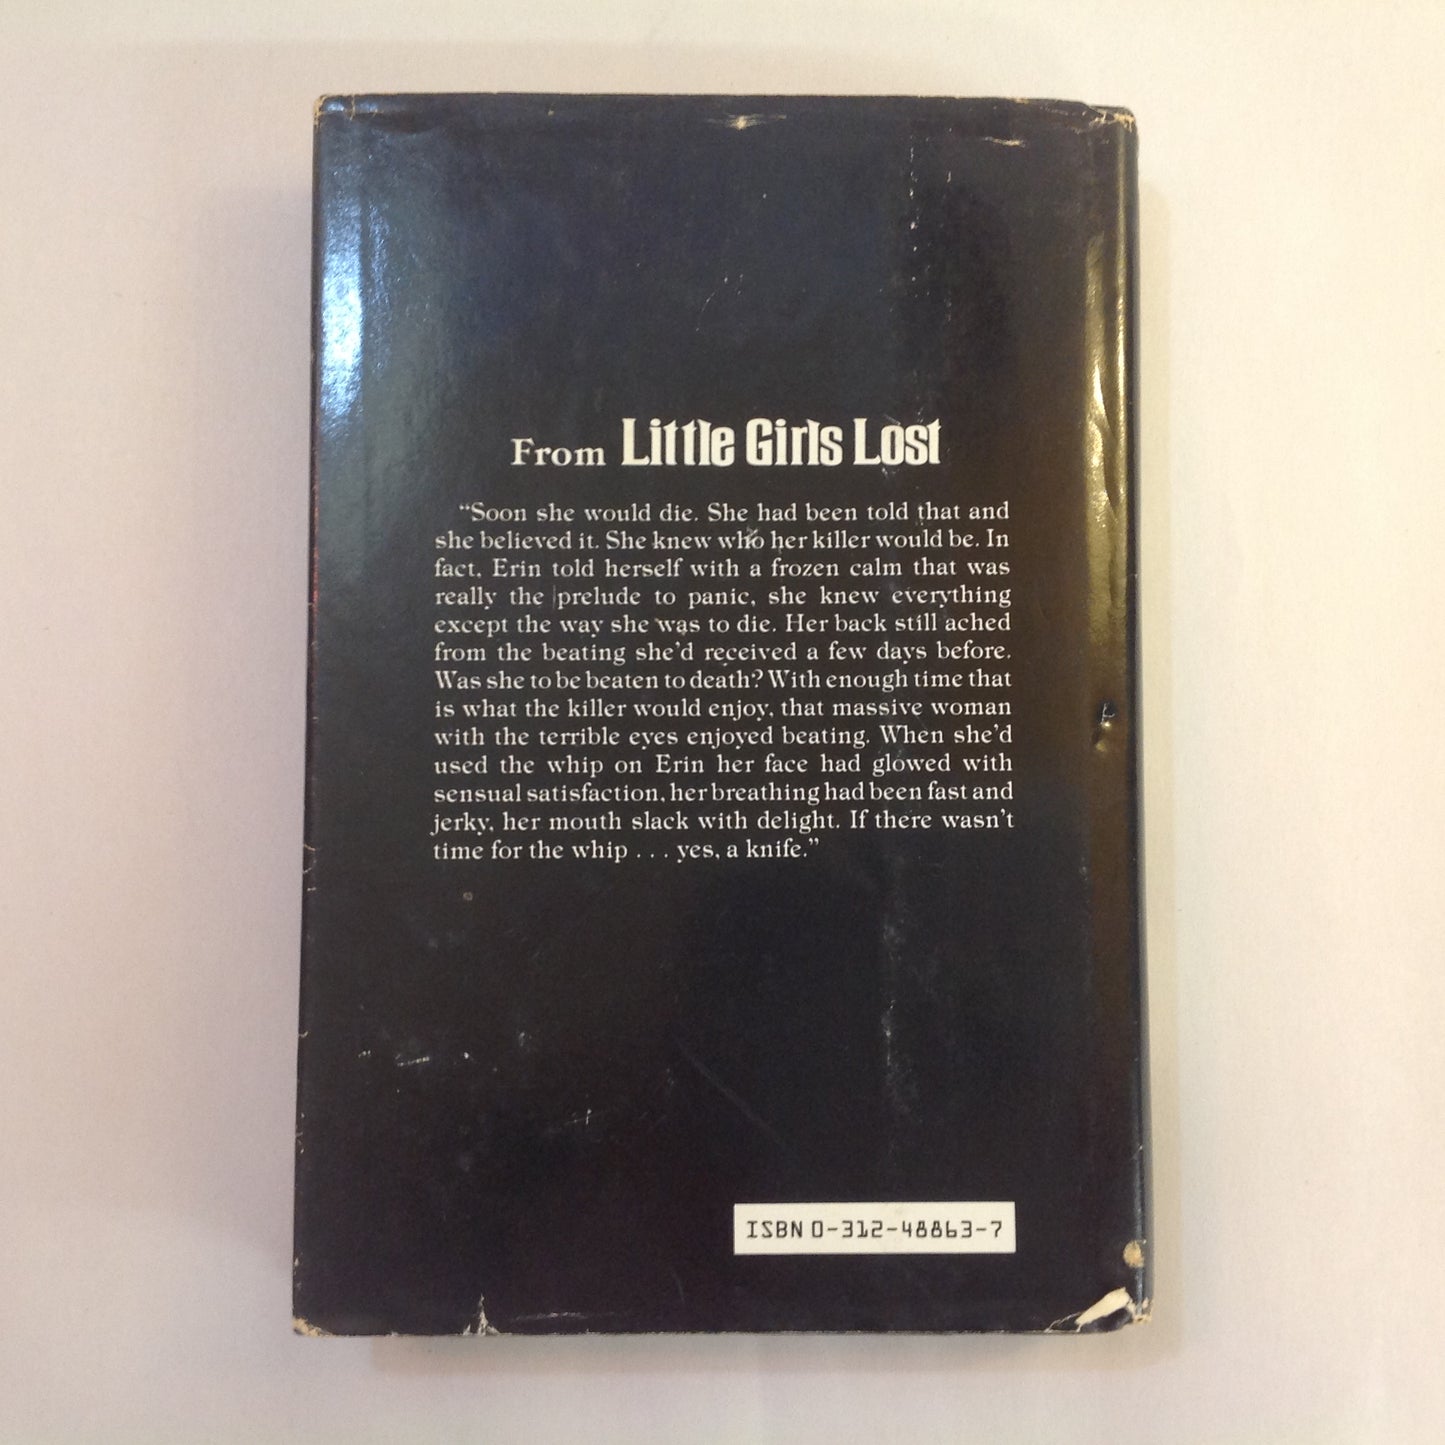 From Little Girls Lost
“Soon she would die. She had been told that and
she believed it. She knew who her killer would be. In
fact, Erin told herself with a frozen calm that was
really the prelude to panic, she knew everything
except the way she was to die. Her back still ached
from the beating she’d received a few days before.
Was she to be beaten to death? With enough time that
is what the killer would enjoy, that massive woman
with the terrible eyes enjoyed beating. When she’d
used the whip on Erin her face had glowed with
sensual satisfaction, her breathing had been fast and
jerky, her mouth slack with delight. If there wasn’t
time for the whip . . . yes, a knife.”
ISBN 0-312-48863-7